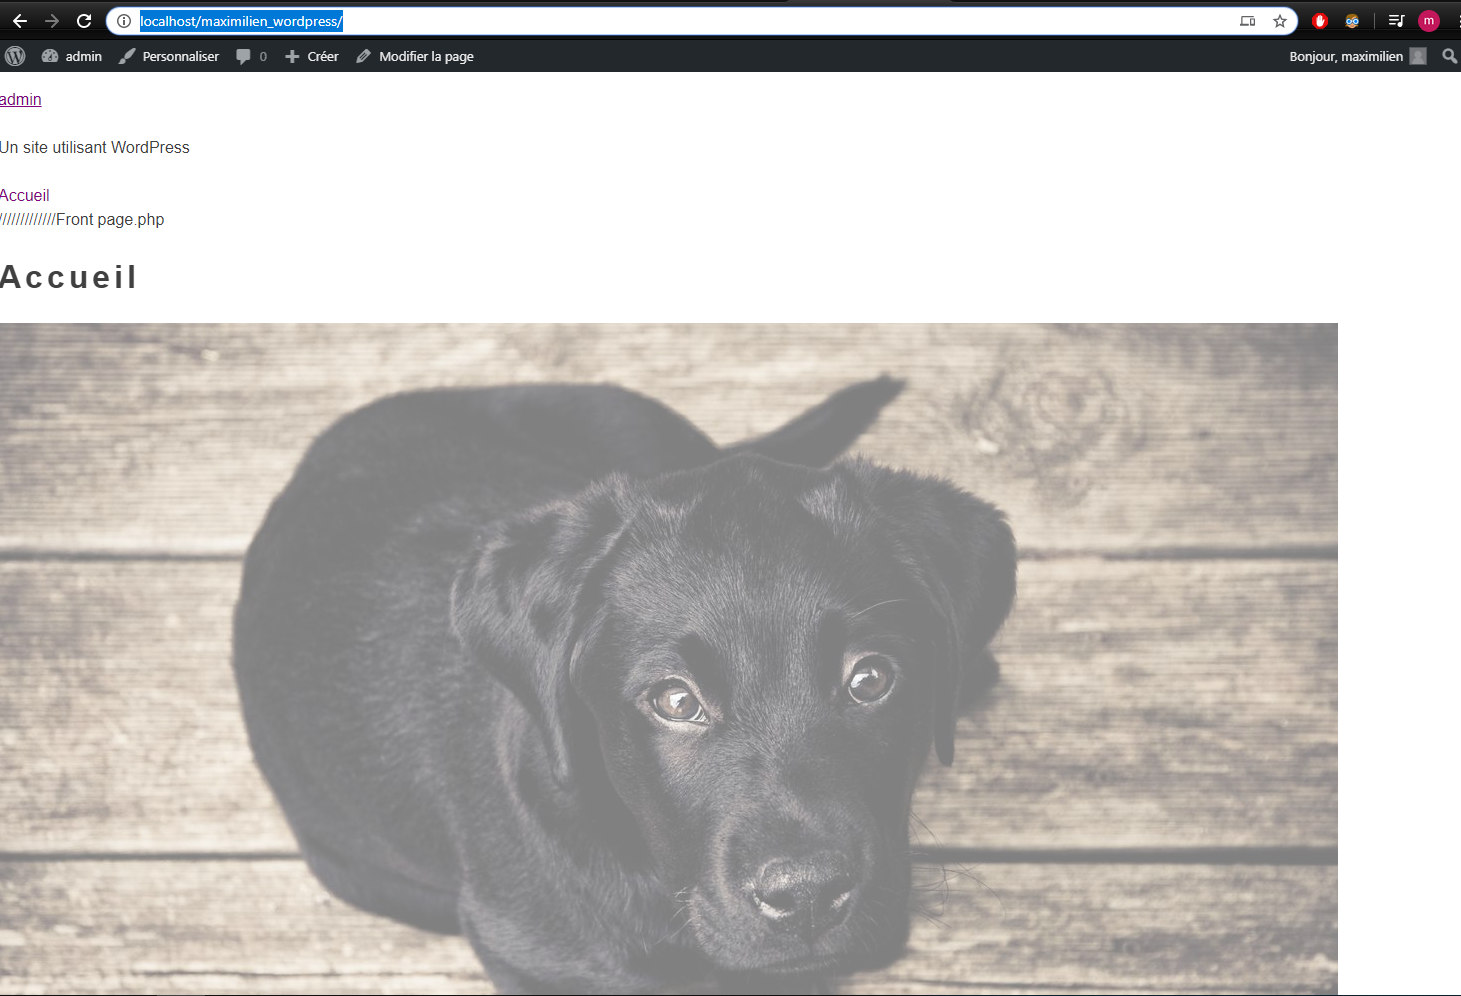 localhost/maximilien_wordpress/
admin Personnaliser 0 Créer Modifier la page Bonjour, maximilien
admin
Un site utilisant WordPress
Accueil
/////////////Front page.php
Accueil